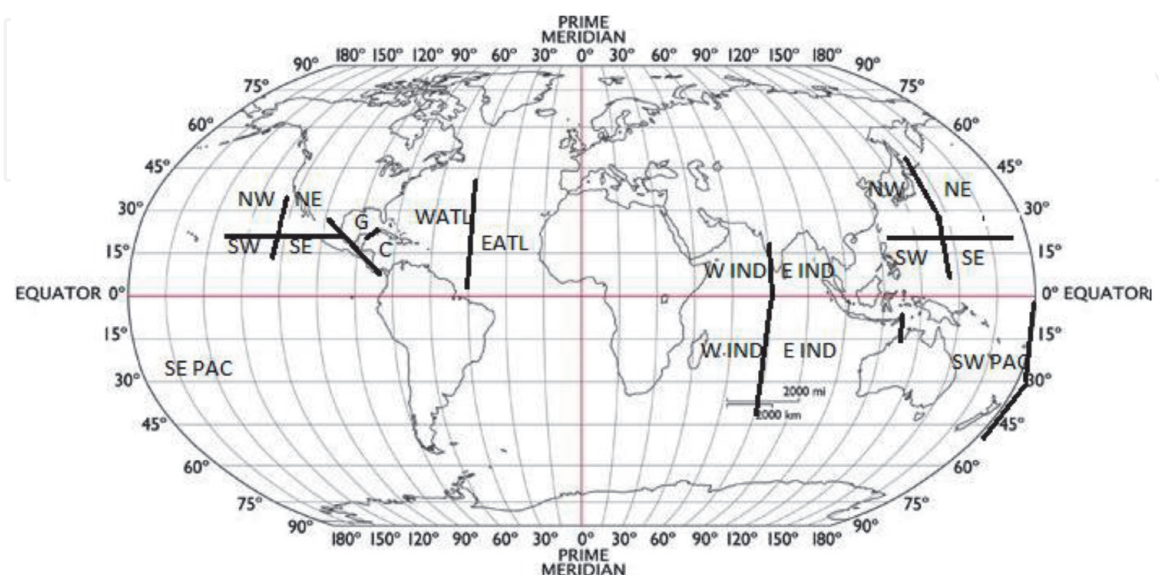 PRIME
MERIDIAN
180° 150° 120° 90° 60° 30° 0° 30° 60° 90° 120° 150° 180°
90° 90°
75° 75°
60° 60°
45° 45°
NW NE NW NE
G
WATL
30° 30°
EATL
SW SE C SW SE
15° 15°
W IND E IND
EQUATOR 0° 0° EQUATOR
15° 15°
W IND E IND
SE PAC SW PAC
30° 30°
2000 mi
2000 km
45° 45°
60° 60°
75° 75°
90° 90°
180° 150° 120° 90° 60° 30° 0° 30° 60° 90° 120° 150° 180°
PRIME
MERIDIAN